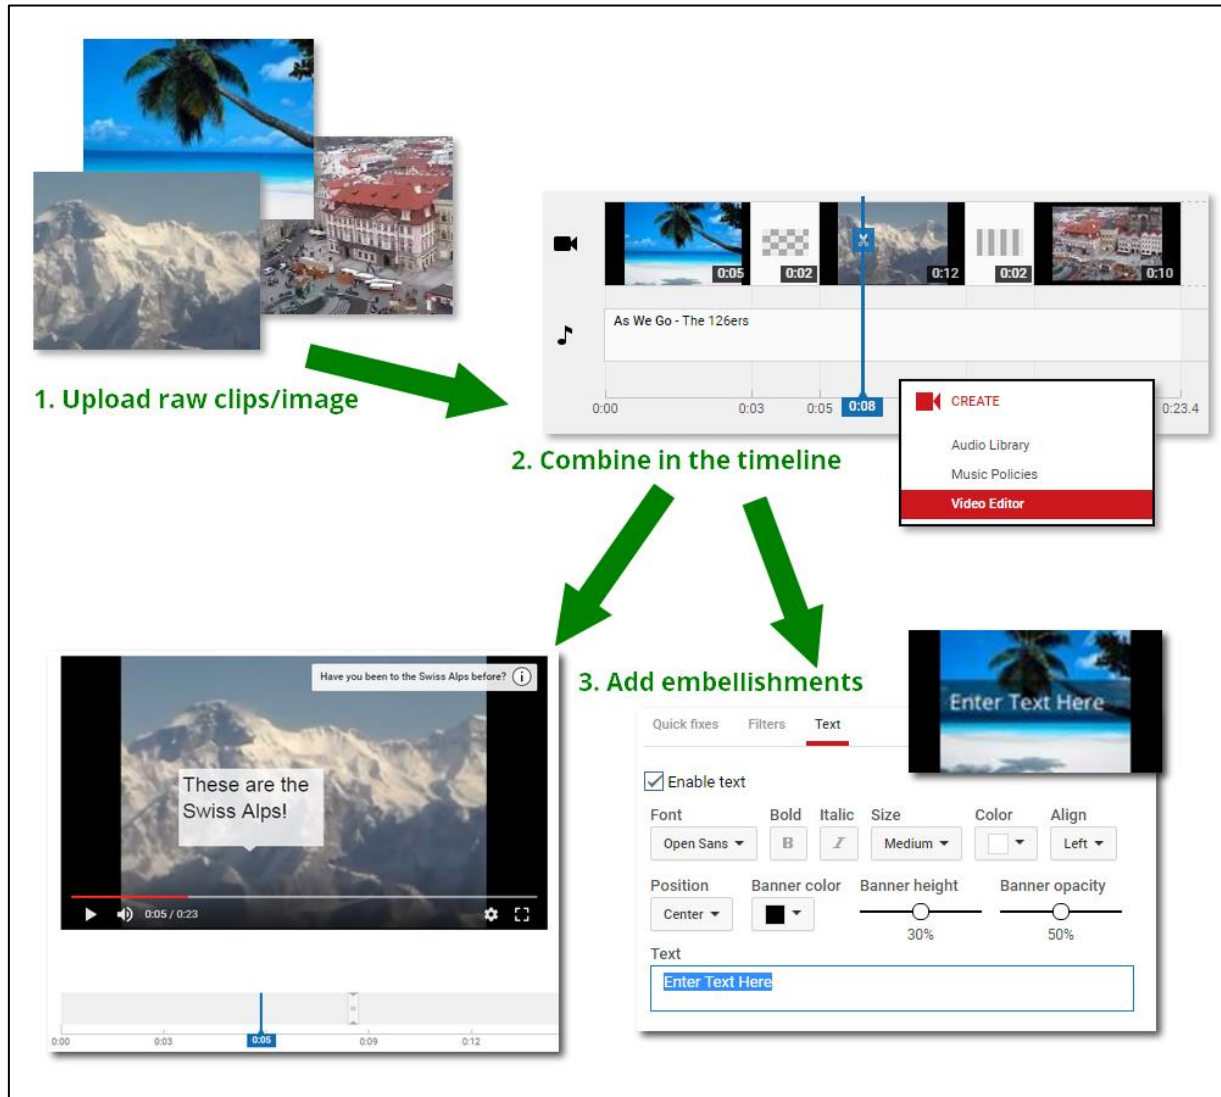 1. Upload raw clips/image
0:05
0:02
0:12
0:02
0:10
As We Go - The 126ers
0:00
0:03
0:05
0:08
0:23.4
CREATE
Audio Library
Music Policies
Video Editor
2. Combine in the timeline
Have you been to the Swiss Alps before?
These are the
Swiss Alps!
0:05 / 0:23
0:00
0:03
0:05
0:09
0:12
3. Add embellishments
Enter Text Here
Quick fixes Filters Text
Enable text
Font Bold Italic Size Color Align
Open Sans B I Medium Left
Position Banner color Banner height Banner opacity
Center
30% 50%
Text
Enter Text Here